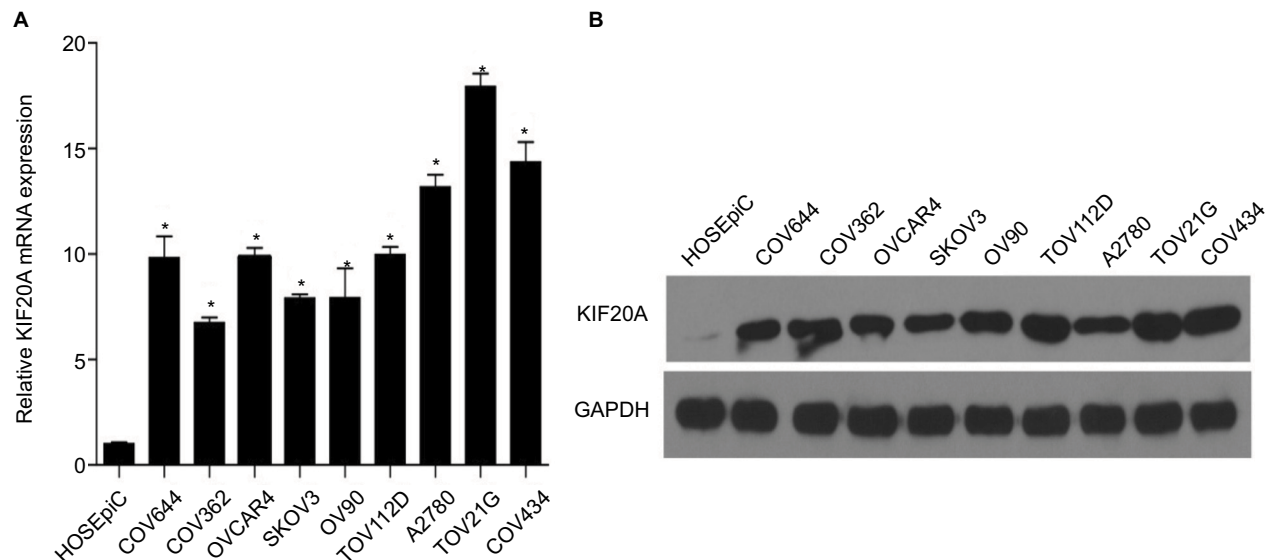 A
Relative KIF20A mRNA expression
20
15
10
5
0
*
*
*
*
*
*
*
*
*
HOSEpiC
COV644
COV362
OVCAR4
SKOV3
OV90
TOV112D
A2780
TOV21G
COV434
B
HOSEpiC
COV644
COV362
OVCAR4
SKOV3
OV90
TOV112D
A2780
TOV21G
COV434
KIF20A
GAPDH